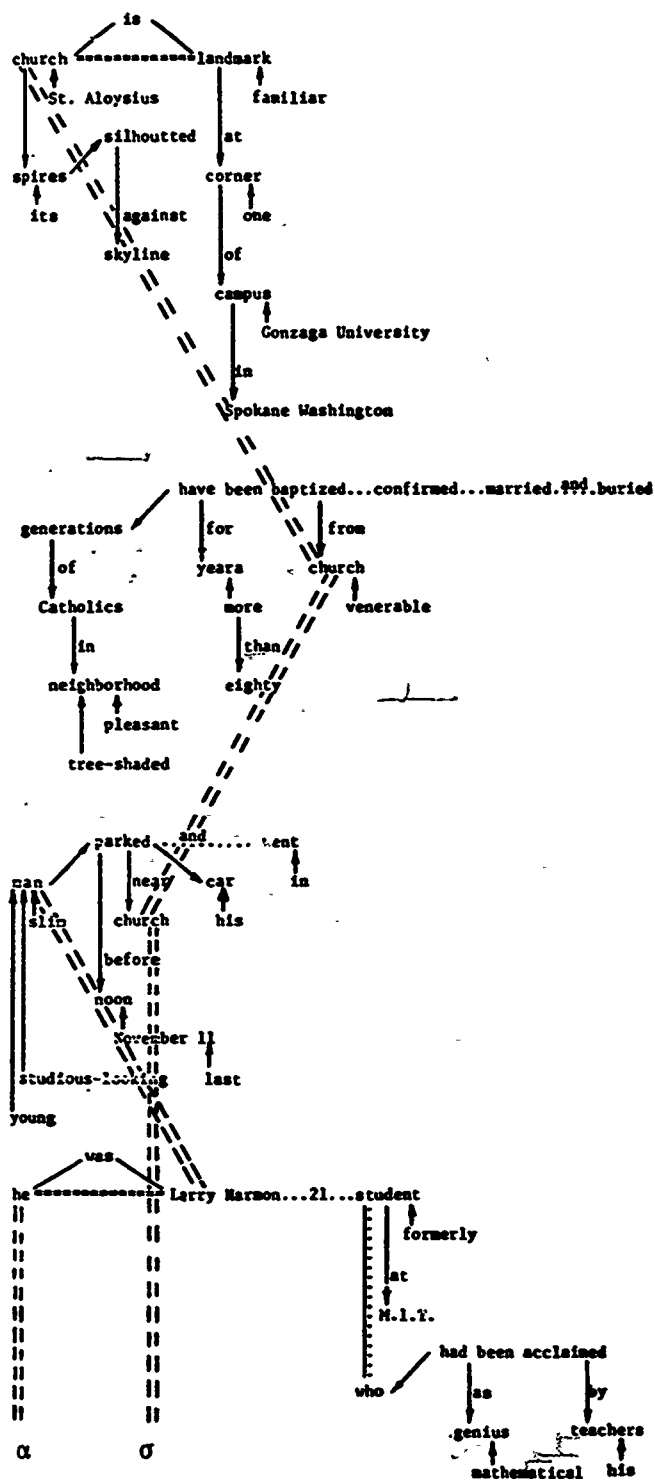 is
church landmark
St. Aloysius familiar
silhoutted at
spires corner
its against one
skyline of
campus
Gonzaga University
in
Spokane Washington
have been baptized...confirmed...married....and buried
generations for from
of years church
Catholics more venerable
in than
neighborhood eighty
pleasant
tree-shaded
parked and went
man near car in
slim church his
before
noon
November 11
studious-looking last
young
was
he Larry Harmon...21...student
formerly
at
M.I.T.
had been acclaimed
who as by
α σ genius teachers
mathematical his